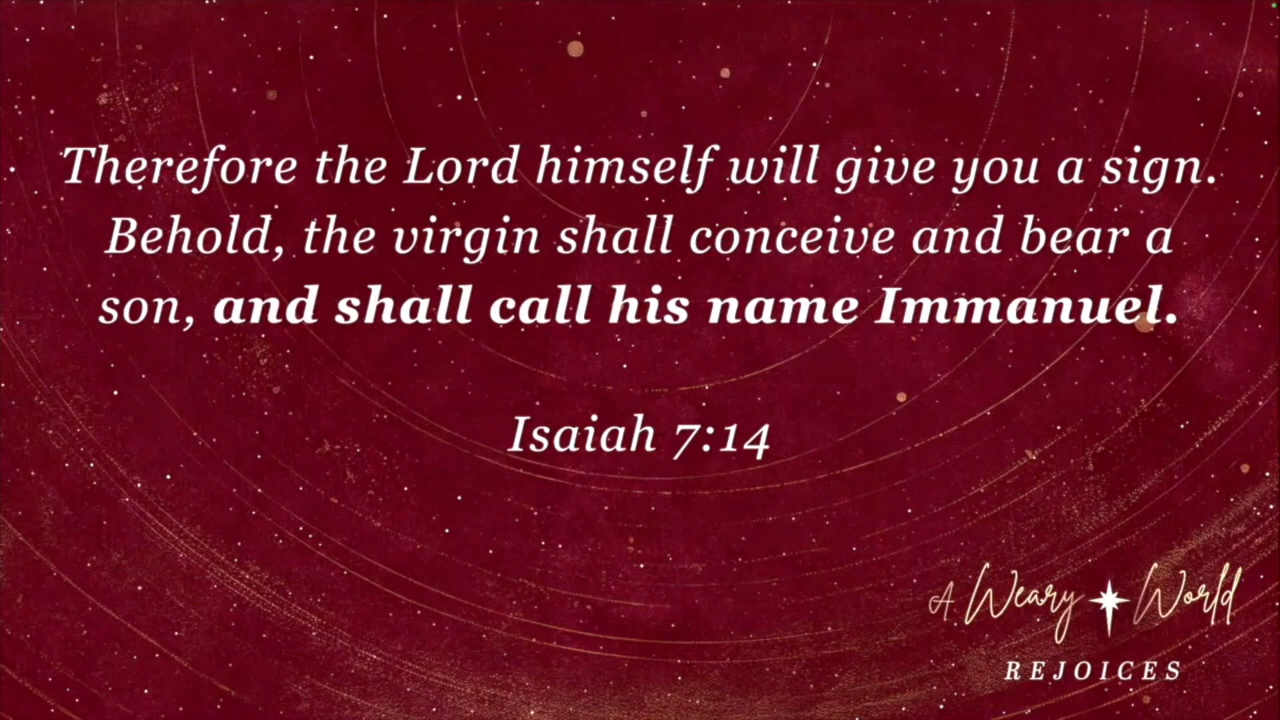 Therefore the Lord himself will give you a sign.
Behold, the virgin shall conceive and bear a
son, and shall call his name Immanuel.
Isaiah 7:14
A Weary World
REJOICES